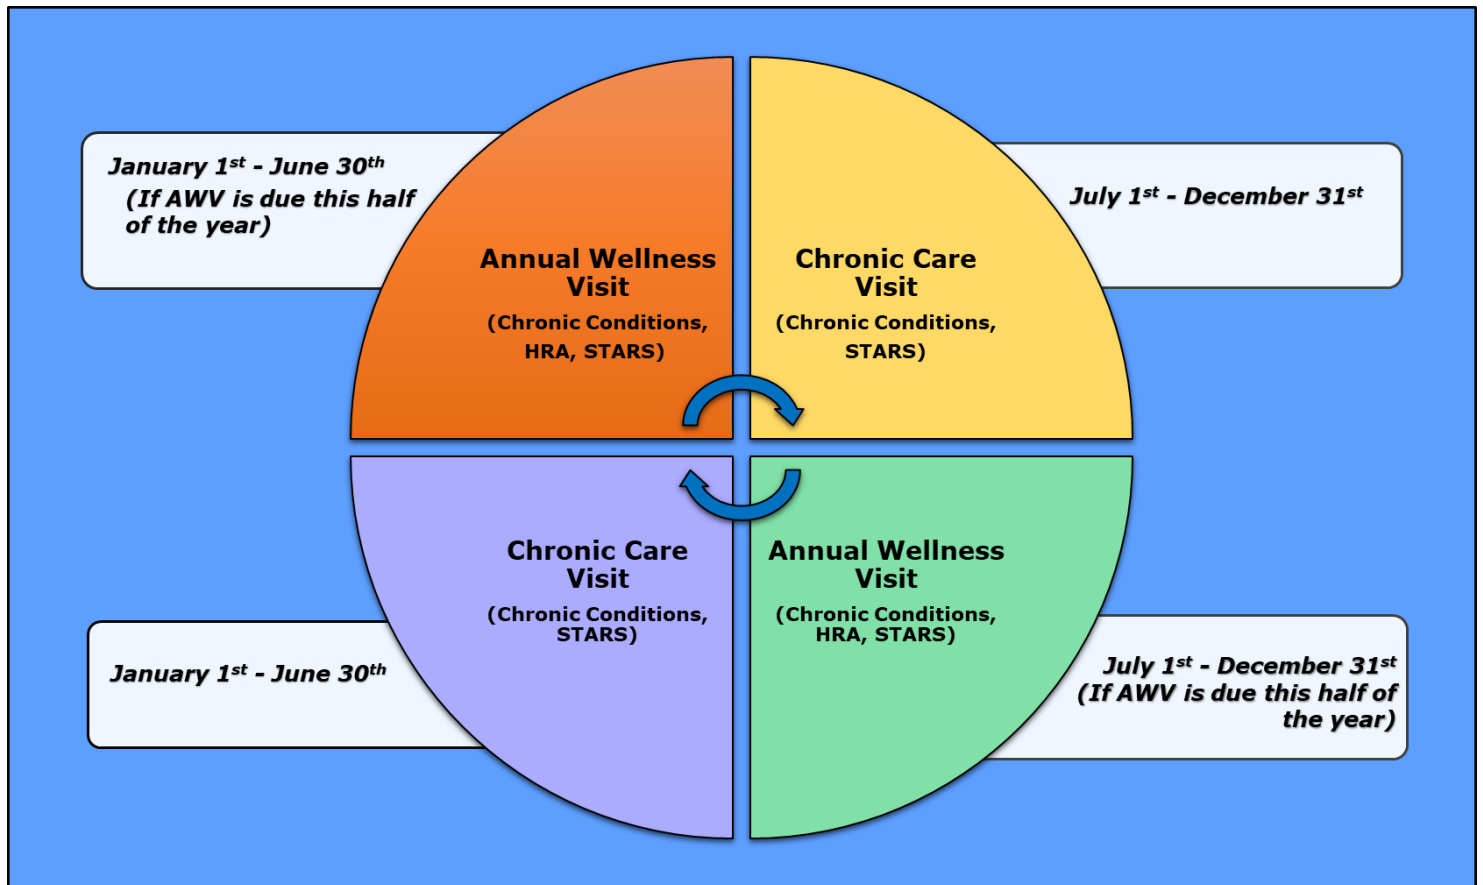 January 1st - June 30th
(If AWV is due this half
of the year)
Annual Wellness
Visit
(Chronic Conditions,
HRA, STARS)
Chronic Care
Visit
(Chronic Conditions,
STARS)
July 1st - December 31st
Chronic Care
Visit
(Chronic Conditions,
STARS)
January 1st - June 30th
Annual Wellness
Visit
(Chronic Conditions,
HRA, STARS)
July 1st - December 31st
(If AWV is due this half of
the year)